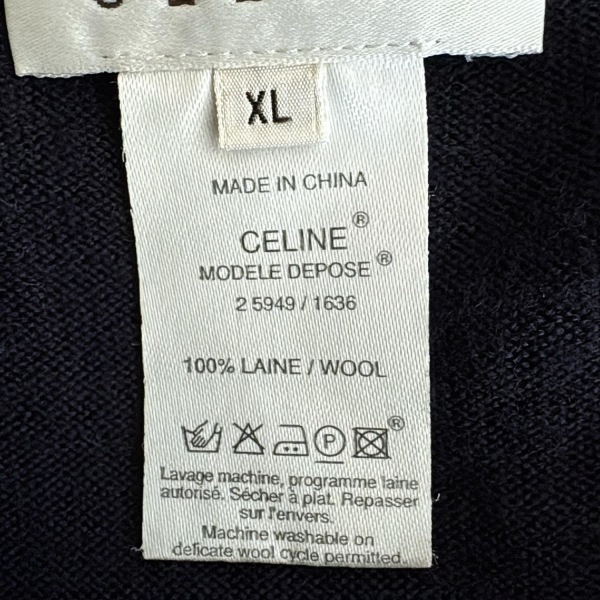 XL
MADE IN CHINA
CELINE®
MODELE DEPOSE®
2 5949 / 1636
100% LAINE / WOOL
P ®
Lavage machine, programme laine
autorisé. Sécher à plat. Repasser
sur l'envers.
Machine washable on
delicate wool cycle permitted.